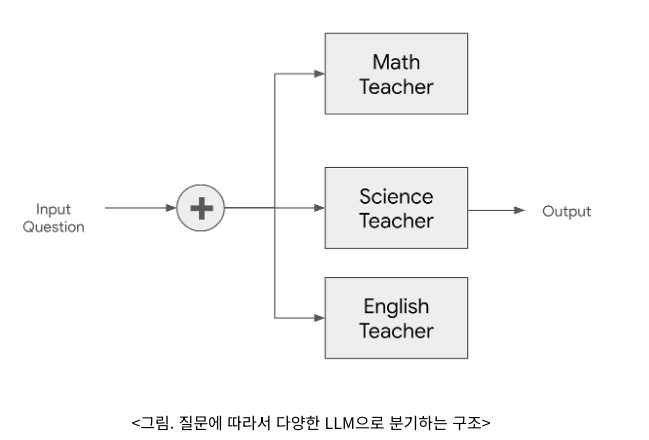 Math
Teacher
Input
Question
Science
Teacher
Output
English
Teacher
<그림. 질문에 따라서 다양한 LLM으로 분기하는 구조>